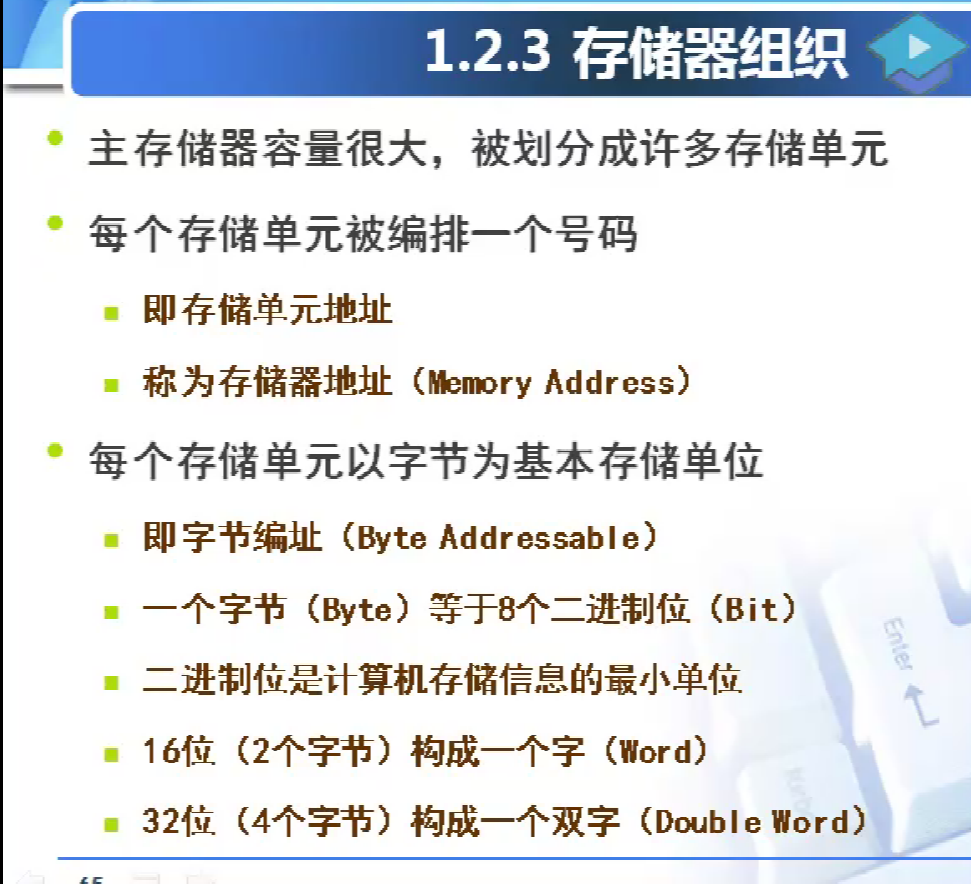 1.2.3 存储器组织
主存储器容量很大，被划分成许多存储单元
每个存储单元被编排一个号码
即存储单元地址
称为存储器地址（Memory Address）
每个存储单元以字节为基本存储单位
即字节编址（Byte Addressable）
一个字节（Byte）等于8个二进制位（Bit）
二进制位是计算机存储信息的最小单位
Enter
16位（2个字节）构成一个字（Word）
32位（4个字节）构成一个双字（Double Word）